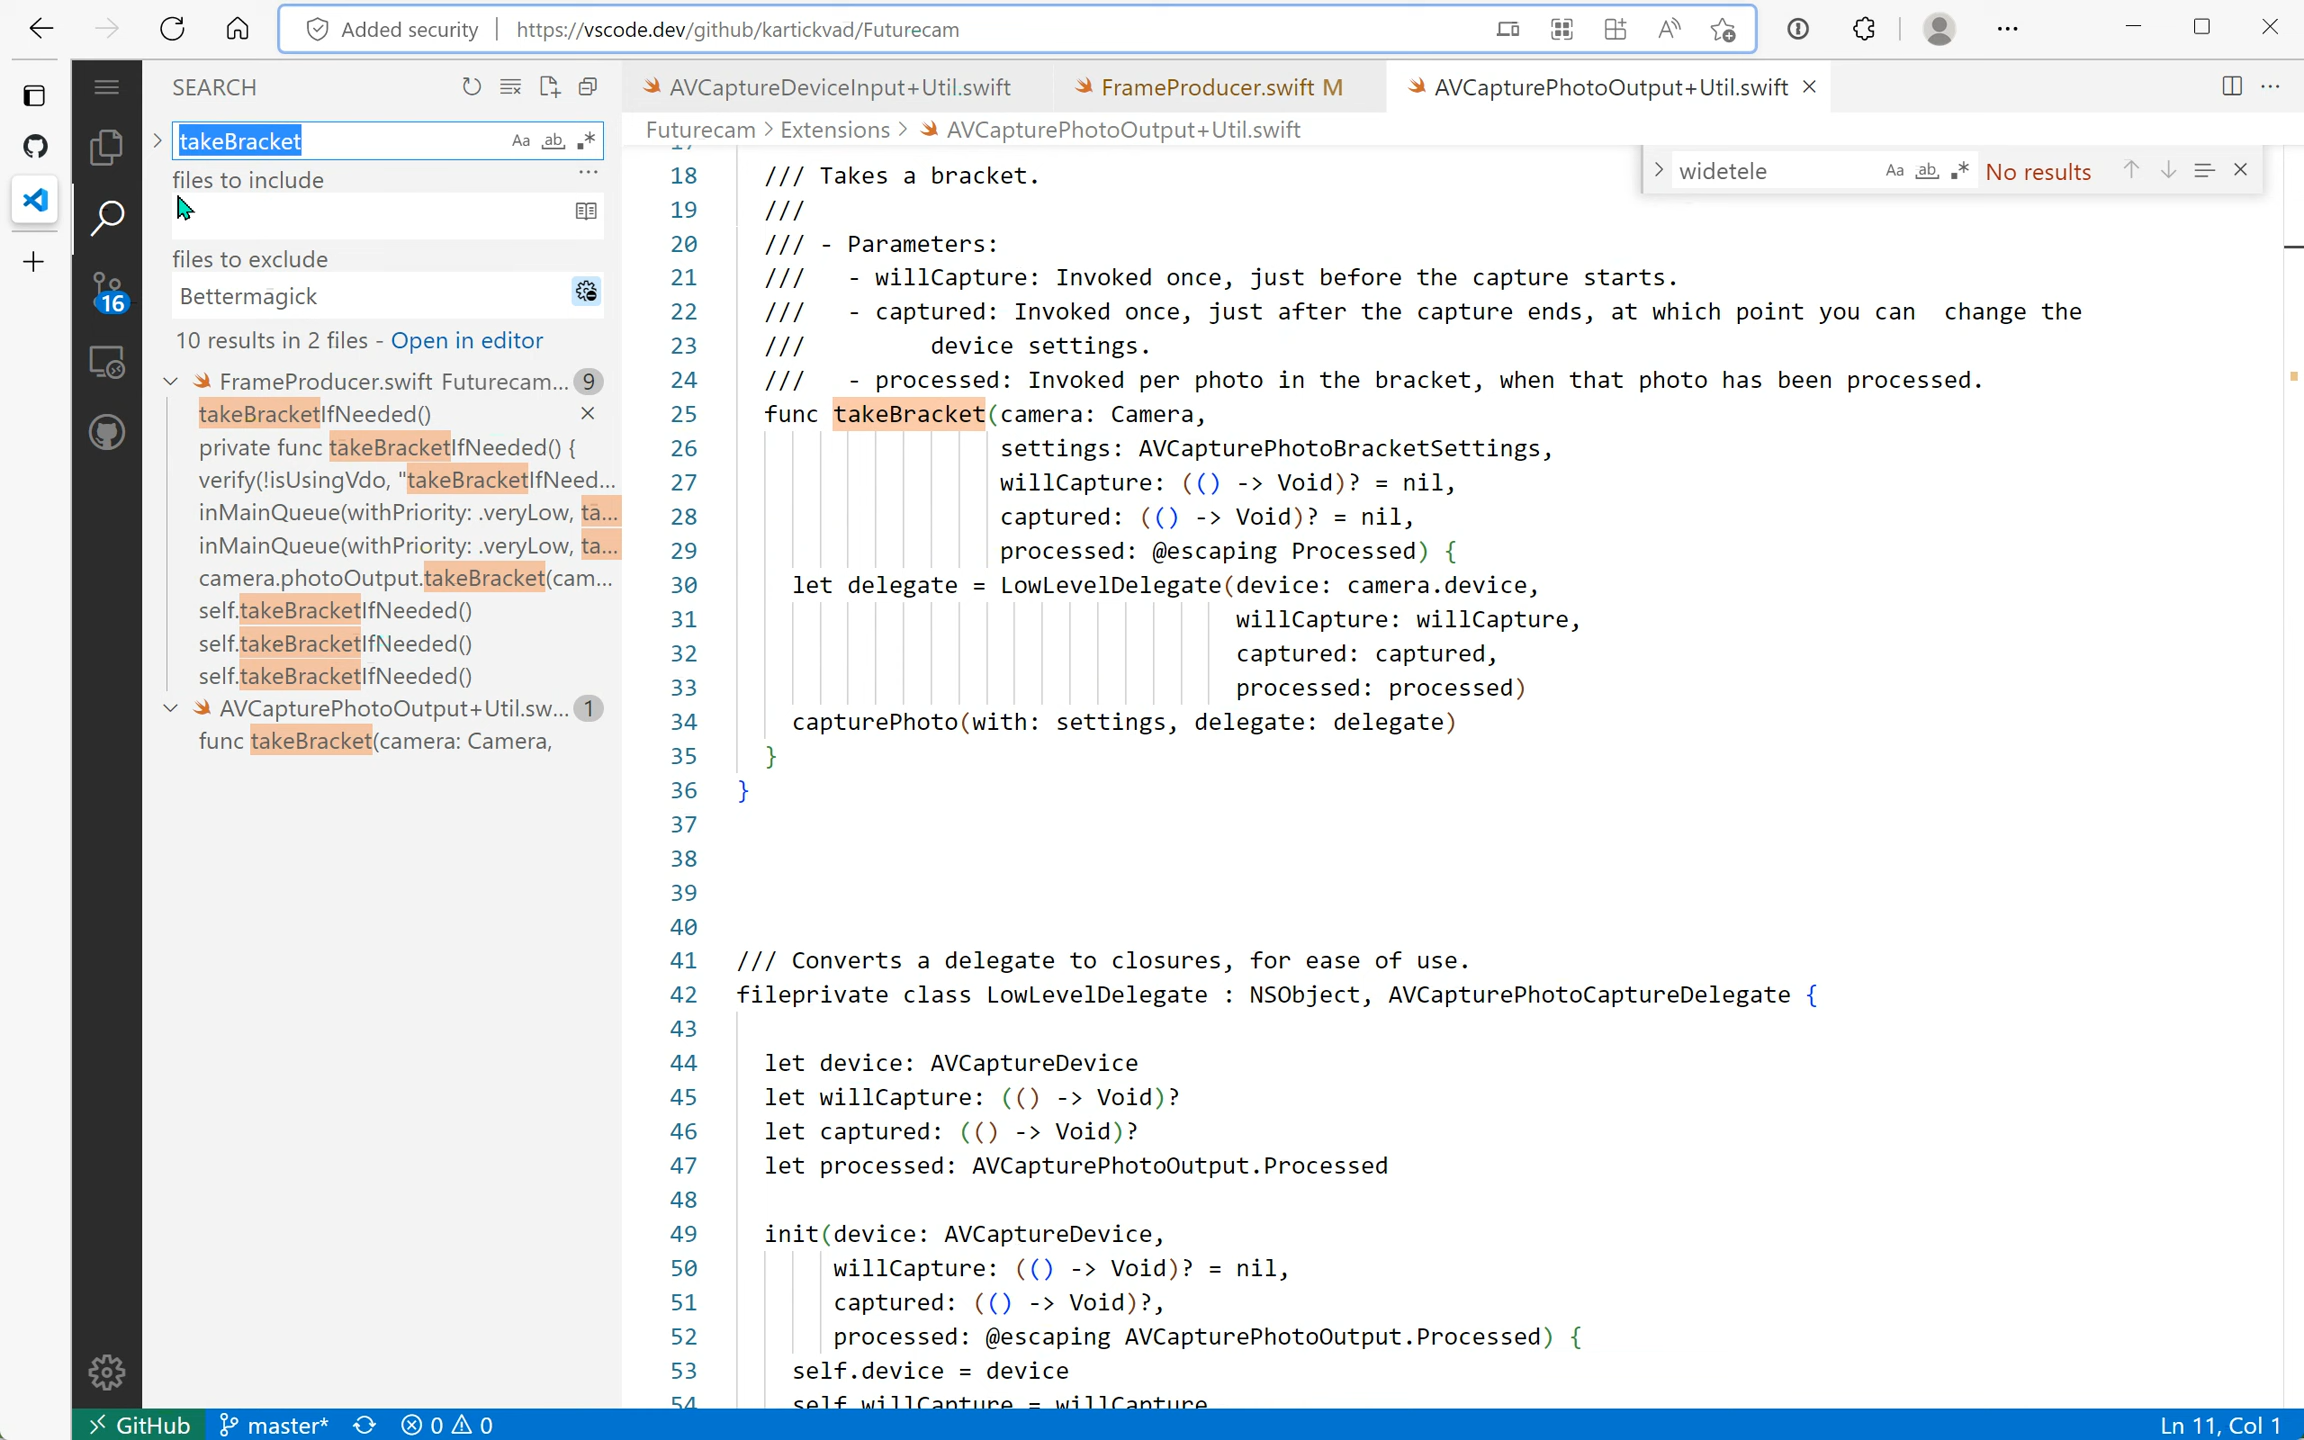 Added security | https://vscode.dev/github/kartickvad/Futurecam
SEARCH
takeBracket
Aa ab .*
files to include
...
files to exclude
Bettermagick
10 results in 2 files - Open in editor
FrameProducer.swift Futurecam... 9
takeBracketIfNeeded()
private func takeBracketIfNeeded() {
verify(!isUsingVdo, "takeBracketIfNeed...
inMainQueue(withPriority: .veryLow, ta...
inMainQueue(withPriority: .veryLow, ta...
camera.photoOutput.takeBracket(cam...
self.takeBracketIfNeeded()
self.takeBracketIfNeeded()
self.takeBracketIfNeeded()
AVCapturePhotoOutput+Util.sw... 1
func takeBracket(camera: Camera,
16
AVCaptureDeviceInput+Util.swift
FrameProducer.swift M
AVCapturePhotoOutput+Util.swift
Futurecam > Extensions > AVCapturePhotoOutput+Util.swift
widetele Aa ab .* No results
18 /// Takes a bracket.
19 ///
20 /// - Parameters:
21 ///   - willCapture: Invoked once, just before the capture starts.
22 ///   - captured: Invoked once, just after the capture ends, at which point you can  change the
23 ///         device settings.
24 ///   - processed: Invoked per photo in the bracket, when that photo has been processed.
25 func takeBracket(camera: Camera,
26 settings: AVCapturePhotoBracketSettings,
27 willCapture: (() -> Void)? = nil,
28 captured: (() -> Void)? = nil,
29 processed: @escaping Processed) {
30 let delegate = LowLevelDelegate(device: camera.device,
31 willCapture: willCapture,
32 captured: captured,
33 processed: processed)
34 capturePhoto(with: settings, delegate: delegate)
35 }
36 }
37
38
39
40
41 /// Converts a delegate to closures, for ease of use.
42 fileprivate class LowLevelDelegate : NSObject, AVCapturePhotoCaptureDelegate {
43
44 let device: AVCaptureDevice
45 let willCapture: (() -> Void)?
46 let captured: (() -> Void)?
47 let processed: AVCapturePhotoOutput.Processed
48
49 init(device: AVCaptureDevice,
50 willCapture: (() -> Void)? = nil,
51 captured: (() -> Void)?,
52 processed: @escaping AVCapturePhotoOutput.Processed) {
53 self.device = device
54 self.willCapture = willCapture
GitHub master* 0 0
Ln 11, Col 1